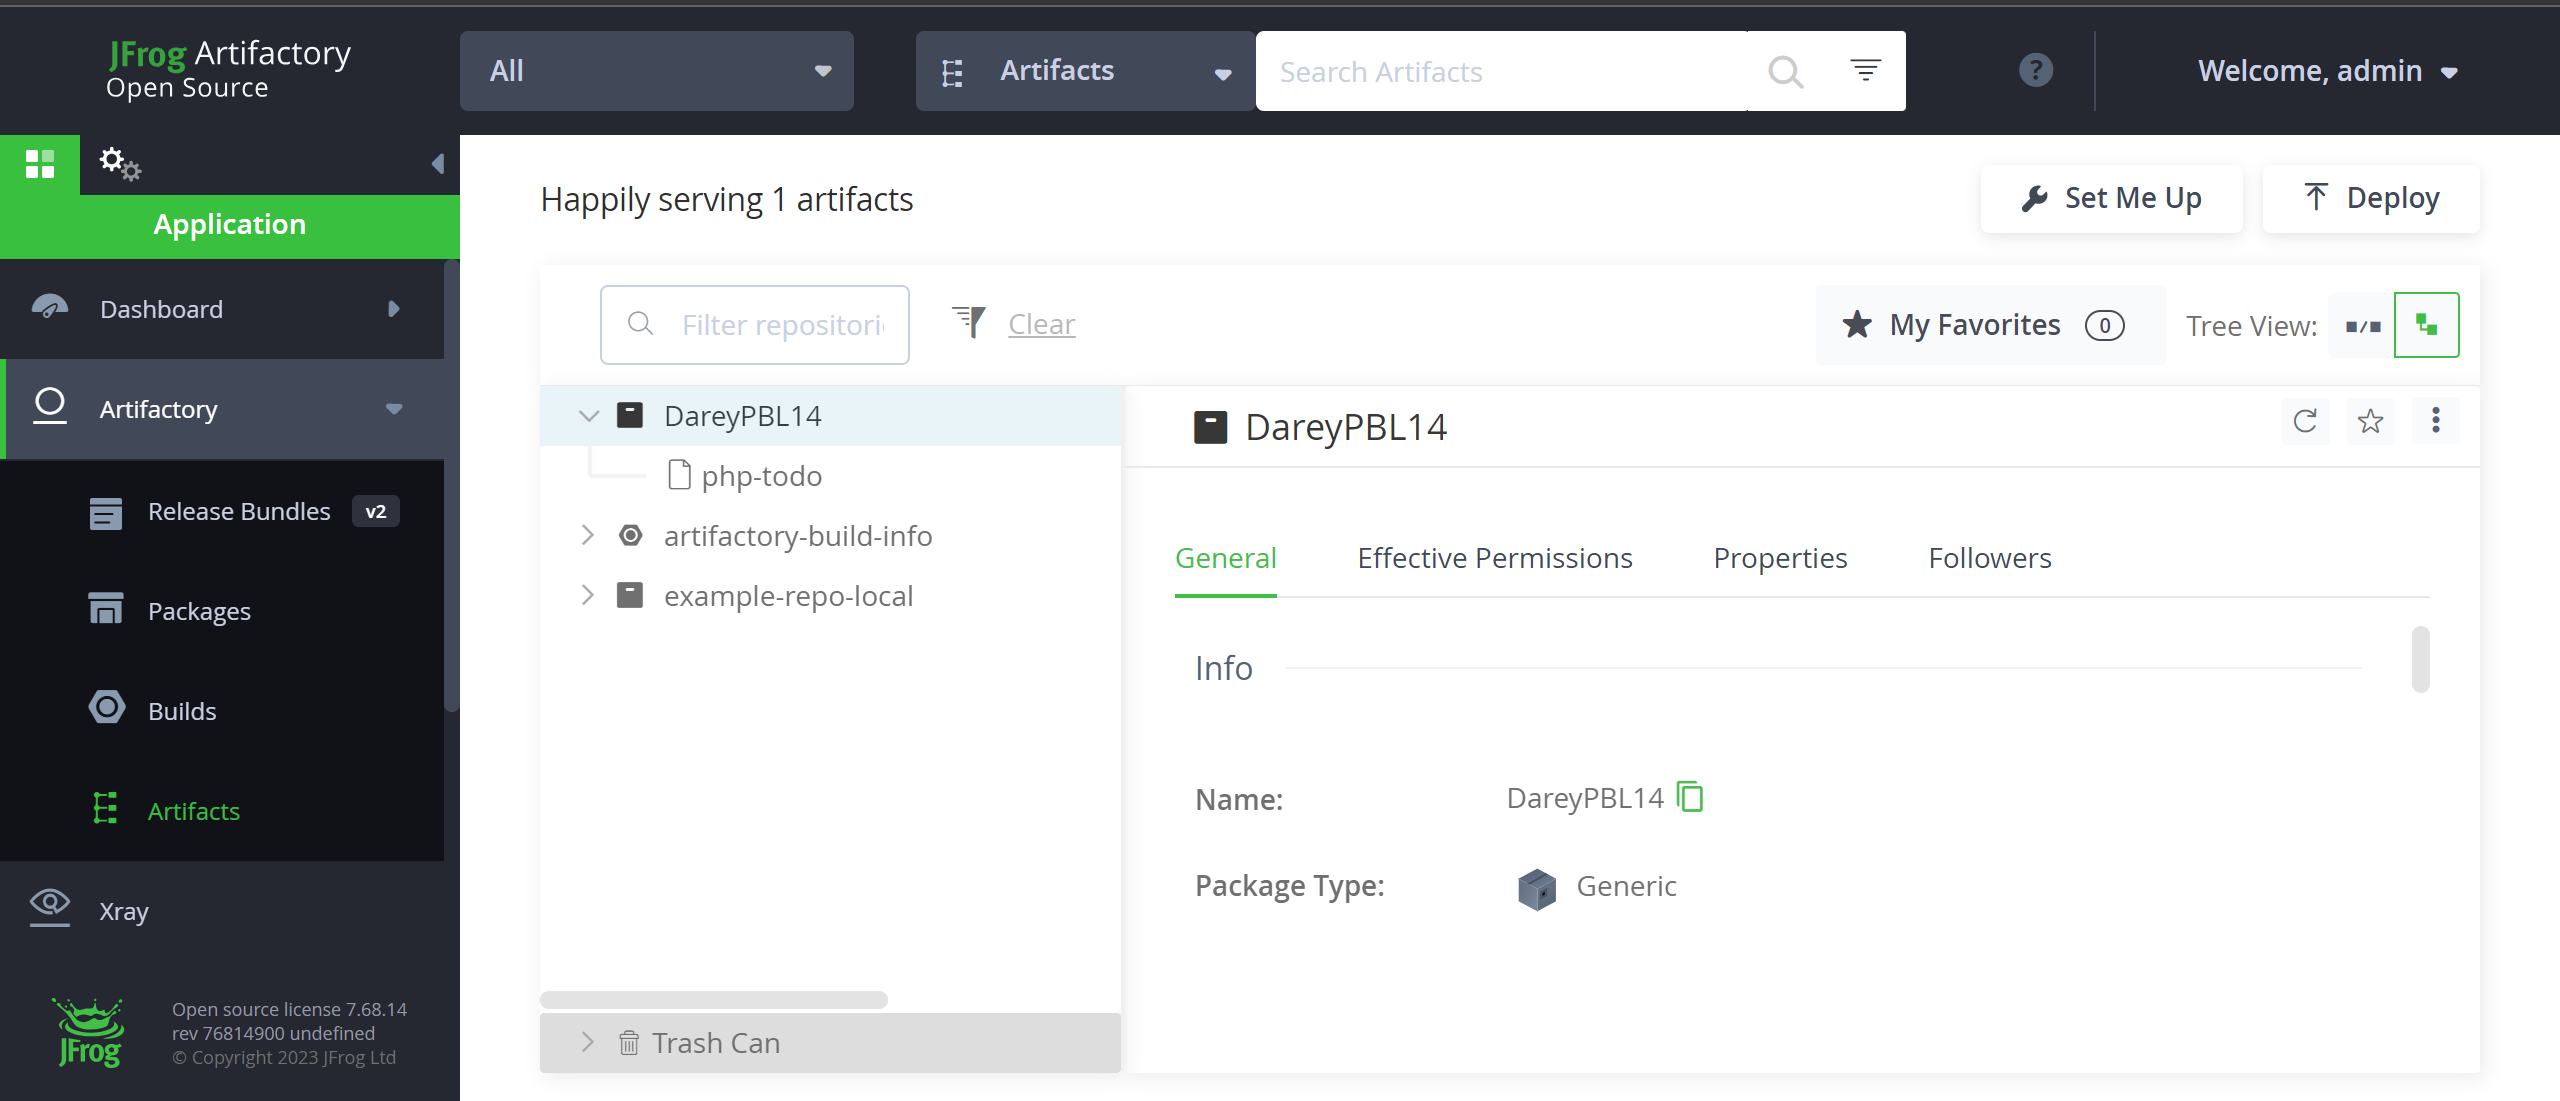 JFrog Artifactory
Open Source
All
Artifacts
Search Artifacts
?
Welcome, admin
Application
Dashboard
Artifactory
Release Bundles v2
Packages
Builds
Artifacts
Xray
JFrog
Open source license 7.68.14
rev 76814900 undefined
© Copyright 2023 JFrog Ltd
Happily serving 1 artifacts
Set Me Up
Deploy
Filter repositori
Clear
My Favorites 0
Tree View:
DareyPBL14
php-todo
artifactory-build-info
example-repo-local
Trash Can
DareyPBL14
General Effective Permissions Properties Followers
Info
Name: DareyPBL14
Package Type: Generic